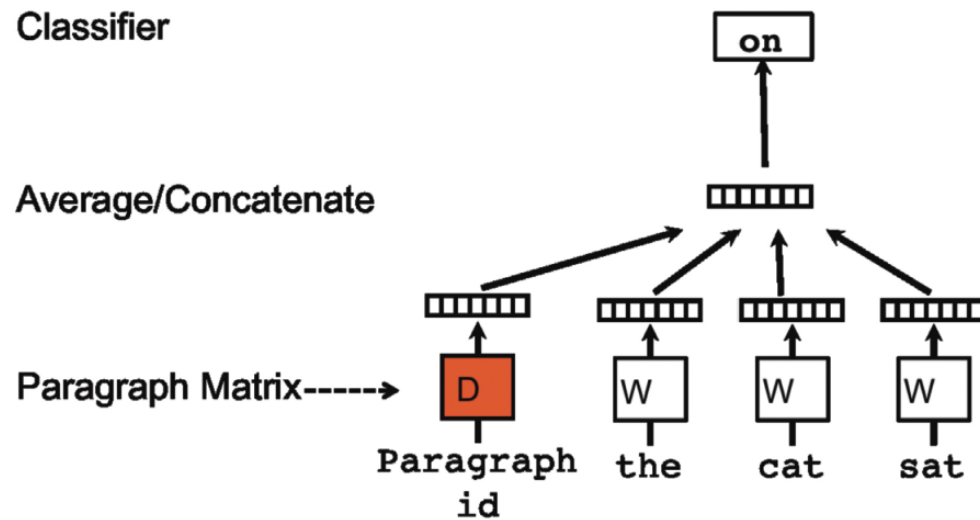 Classifier
on
Average/Concatenate
Paragraph Matrix
D
W
W
W
Paragraph
id
the
cat
sat